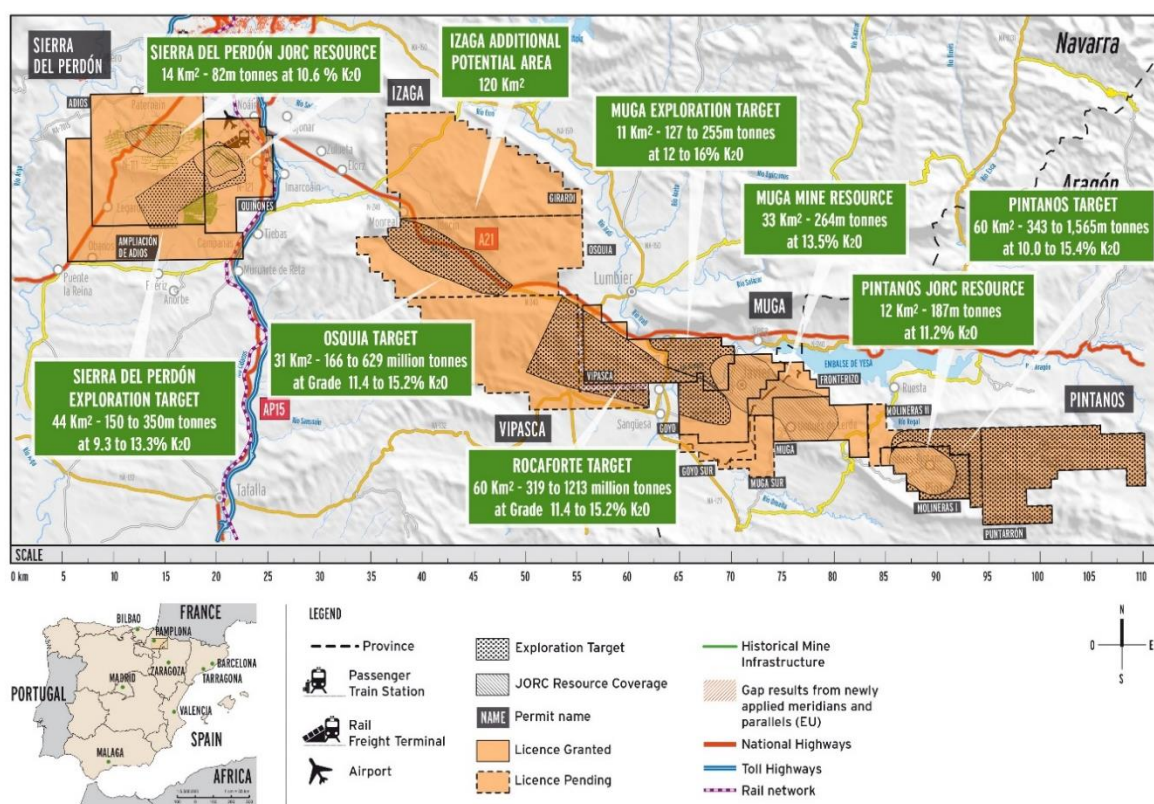 SIERRA
DEL PERDÓN
SIERRA DEL PERDÓN JORC RESOURCE
14 Km² - 82m tonnes at 10.6 % K₂O
IZAGA ADDITIONAL
POTENTIAL AREA
120 Km²
Navarra
Aragón
IZAGA
MUGA EXPLORATION TARGET
11 Km² - 127 to 255m tonnes
at 12 to 16% K₂O
MUGA MINE RESOURCE
33 Km² - 264m tonnes
at 13.5% K₂O
PINTANOS TARGET
60 Km² - 343 to 1,565m tonnes
at 10.0 to 15.4% K₂O
PINTANOS JORC RESOURCE
12 Km² - 187m tonnes
at 11.2% K₂O
ADIOS
Noáin
Zulueta
Elorz
Imarcoáin
QUIÑONES
Tiebas
AMPLIACIÓN
DE ADIOS
Campanas
Muruarte de Reta
Obanos
Puente
la Reina
Añorbe
GIRARDI
A21
OSQUIA
Lumbier
MUGA
OSQUIA TARGET
31 Km² - 166 to 629 million tonnes
at Grade 11.4 to 15.2% K₂O
SIERRA DEL PERDÓN
EXPLORATION TARGET
44 Km² - 150 to 350m tonnes
at 9.3 to 13.3% K₂O
AP15
Tafalla
VIPASCA
VIPASCA
Sangüesa
GOYO
GOYO SUR
MUGA
MUGA SUR
FRONTERIZO
EMBALSE DE YESA
Ruesta
MOLINERAS II
PINTANOS
MOLINERAS I
PUNTARRÓN
ROCAFORTE TARGET
60 Km² - 319 to 1213 million tonnes
at Grade 11.4 to 15.2% K₂O
SCALE
0 km 5 10 15 20 25 30 35 40 45 50 55 60 65 70 75 80 85 90 95 100 105 110
FRANCE
BILBAO
PAMPLONA
ZARAGOZA
BARCELONA
TARRAGONA
MADRID
PORTUGAL
VALENCIA
SPAIN
MALAGA
AFRICA
LEGEND
Province
Passenger
Train Station
Rail
Freight Terminal
Airport
Exploration Target
JORC Resource Coverage
NAME Permit name
Licence Granted
Licence Pending
Historical Mine
Infrastructure
Gap results from newly
applied meridians and
parallels (EU)
National Highways
Toll Highways
Rail network
N
O E
S